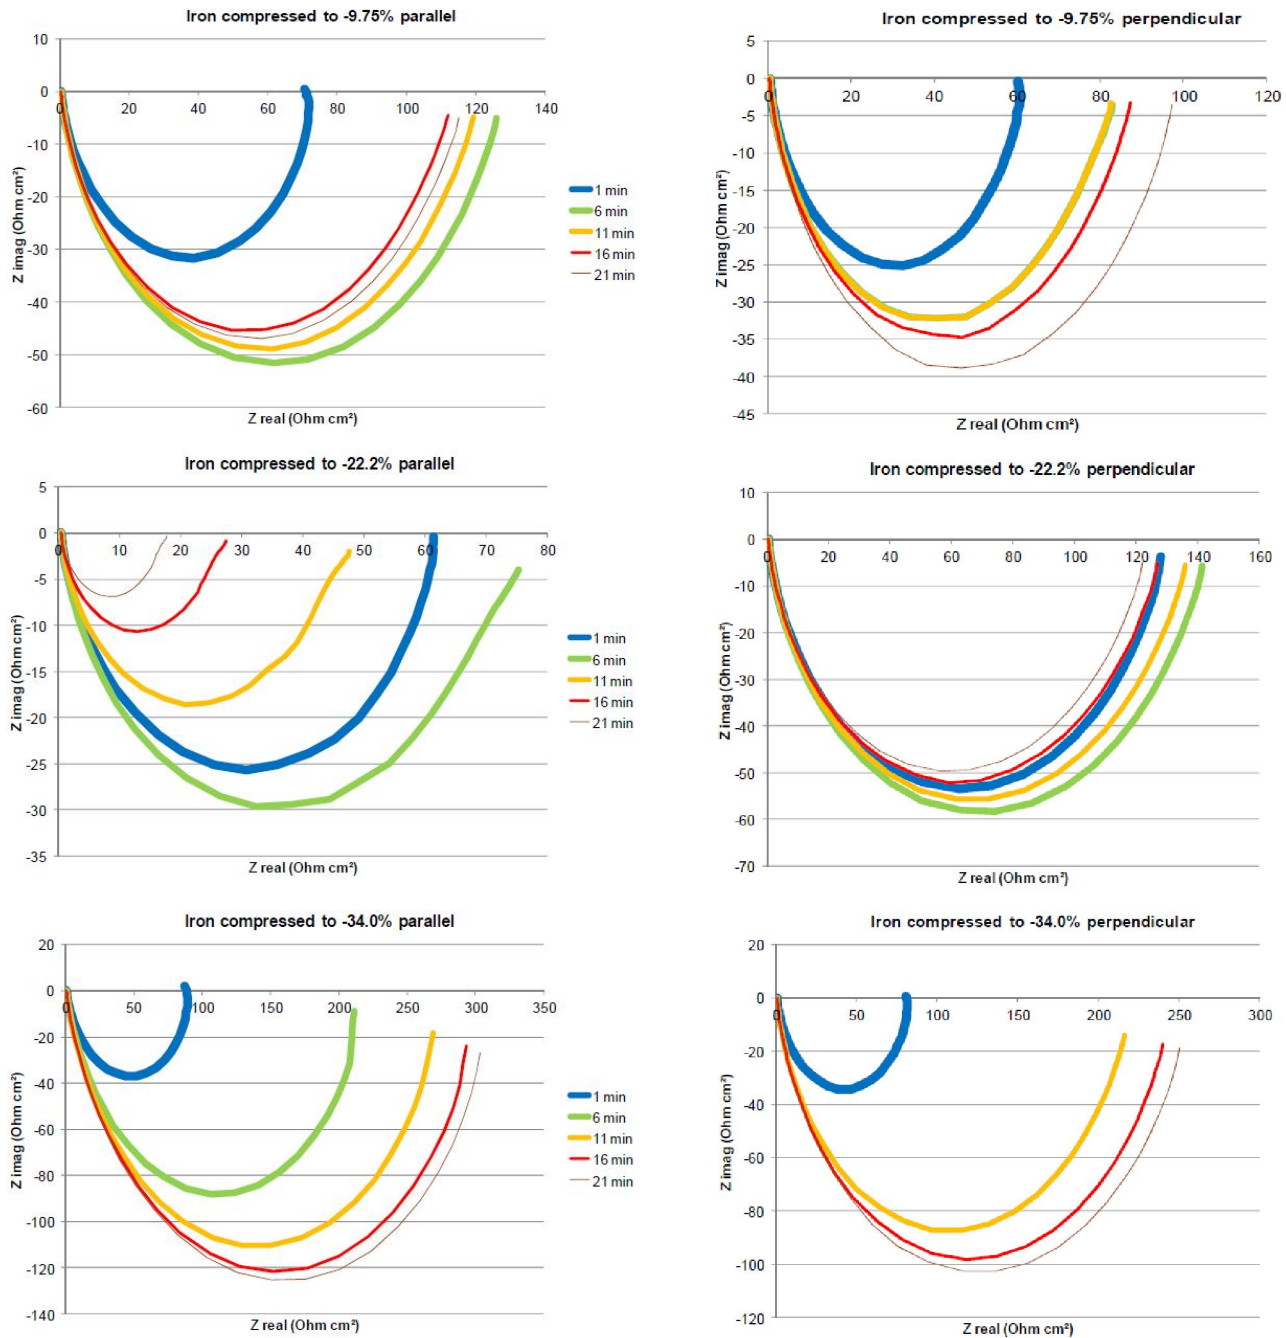 Iron compressed to -9.75% parallel
10
0
0 20 40 60 80 100 120 140
-10
-20
-30
-40
-50
-60
Z imag (Ohm cm²)
Z real (Ohm cm²)
1 min
6 min
11 min
16 min
21 min
Iron compressed to -9.75% perpendicular
5
0
0 20 40 60 80 100 120
-5
-10
-15
-20
-25
-30
-35
-40
-45
Z imag (Ohm cm²)
Z real (Ohm cm²)
Iron compressed to -22.2% parallel
5
0
0 10 20 30 40 50 60 70 80
-5
-10
-15
-20
-25
-30
-35
Z imag (Ohm cm²)
Z real (Ohm cm²)
1 min
6 min
11 min
16 min
21 min
Iron compressed to -22.2% perpendicular
10
0
0 20 40 60 80 100 120 140 160
-10
-20
-30
-40
-50
-60
-70
Z imag (Ohm cm²)
Z real (Ohm cm²)
Iron compressed to -34.0% parallel
20
0
0 50 100 150 200 250 300 350
-20
-40
-60
-80
-100
-120
-140
Z imag (Ohm cm²)
Z real (Ohm cm²)
1 min
6 min
11 min
16 min
21 min
Iron compressed to -34.0% perpendicular
20
0
0 50 100 150 200 250 300
-20
-40
-60
-80
-100
-120
Z imag (Ohm cm²)
Z real (Ohm cm²)